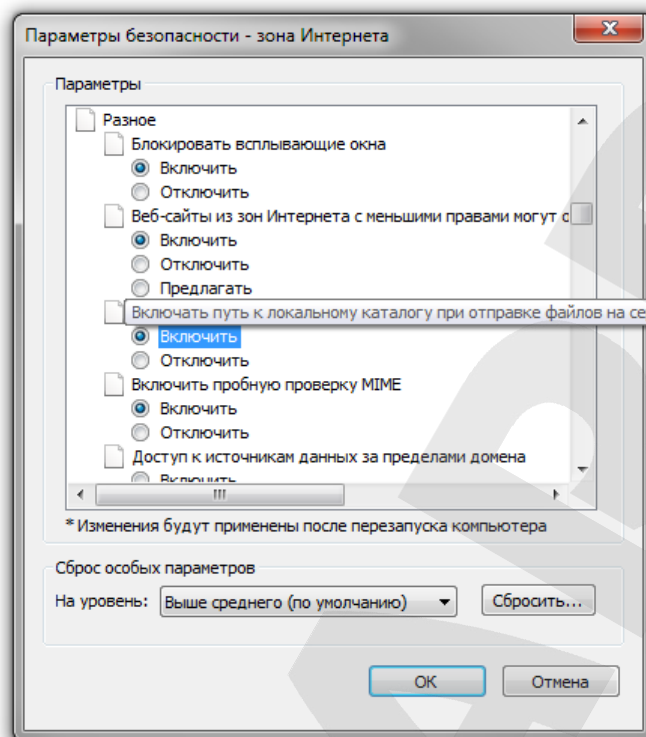 Параметры безопасности - зона Интернета
Параметры
Разное
Блокировать всплывающие окна
Включить
Отключить
Веб-сайты из зон Интернета с меньшими правами могут о
Включить
Отключить
Предлагать
Включать путь к локальному каталогу при отправке файлов на се
Включить
Отключить
Включить пробную проверку MIME
Включить
Отключить
Доступ к источникам данных за пределами домена
Включить
* Изменения будут применены после перезапуска компьютера
Сброс особых параметров
На уровень: Выше среднего (по умолчанию) Сбросить...
ОК Отмена